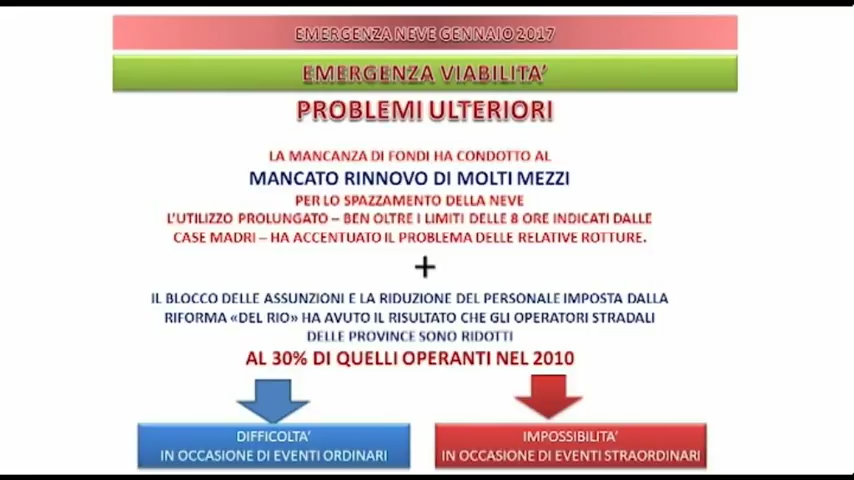 EMERGENZA NEVE GENNAIO 2017
EMERGENZA VIABILITA'
PROBLEMI ULTERIORI
LA MANCANZA DI FONDI HA CONDOTTO AL
MANCATO RINNOVO DI MOLTI MEZZI
PER LO SPAZZAMENTO DELLA NEVE
L'UTILIZZO PROLUNGATO – BEN OLTRE I LIMITI DELLE 8 ORE INDICATI DALLE
CASE MADRI – HA ACCENTUATO IL PROBLEMA DELLE RELATIVE ROTTURE.
+
IL BLOCCO DELLE ASSUNZIONI E LA RIDUZIONE DEL PERSONALE IMPOSTA DALLA
RIFORMA «DEL RIO» HA AVUTO IL RISULTATO CHE GLI OPERATORI STRADALI
DELLE PROVINCE SONO RIDOTTI
AL 30% DI QUELLI OPERANTI NEL 2010
DIFFICOLTA'
IN OCCASIONE DI EVENTI ORDINARI
IMPOSSIBILITA'
IN OCCASIONE DI EVENTI STRAORDINARI